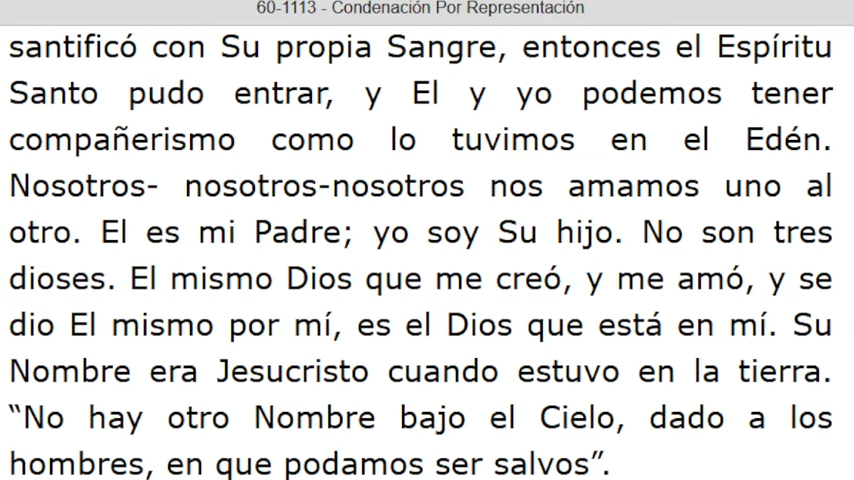 60-1113 - Condenación Por Representación
santificó con Su propia Sangre, entonces el Espíritu
Santo pudo entrar, y El y yo podemos tener
compañerismo como lo tuvimos en el Edén.
Nosotros- nosotros-nosotros nos amamos uno al
otro. El es mi Padre; yo soy Su hijo. No son tres
dioses. El mismo Dios que me creó, y me amó, y se
dio El mismo por mí, es el Dios que está en mí. Su
Nombre era Jesucristo cuando estuvo en la tierra.
“No hay otro Nombre bajo el Cielo, dado a los
hombres, en que podamos ser salvos”.